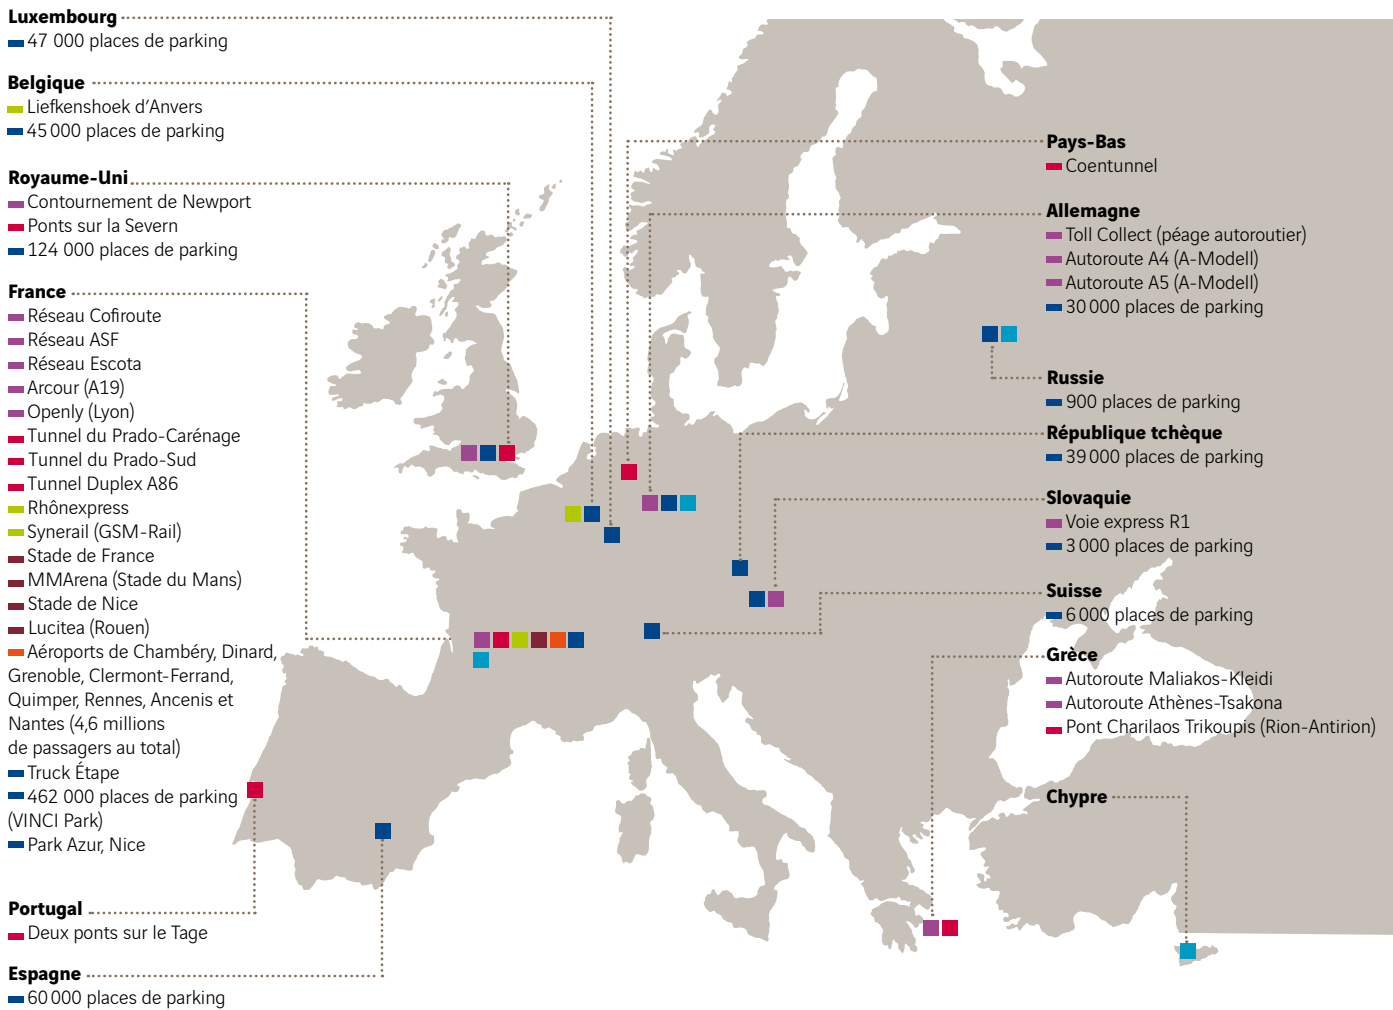 Luxembourg
47 000 places de parking
Belgique
Liefkenshoek d’Anvers
45 000 places de parking
Royaume-Uni
Contournement de Newport
Ponts sur la Severn
124 000 places de parking
France
Réseau Cofiroute
Réseau ASF
Réseau Escota
Arcour (A19)
Openly (Lyon)
Tunnel du Prado-Carénage
Tunnel du Prado-Sud
Tunnel Duplex A86
Rhônexpress
Synerail (GSM-Rail)
Stade de France
MMArena (Stade du Mans)
Stade de Nice
Lucitea (Rouen)
Aéroports de Chambéry, Dinard,
Grenoble, Clermont-Ferrand,
Quimper, Rennes, Ancenis et
Nantes (4,6 millions
de passagers au total)
Truck Étape
462 000 places de parking
(VINCI Park)
Park Azur, Nice
Portugal
Deux ponts sur le Tage
Espagne
60 000 places de parking
Pays-Bas
Coentunnel
Allemagne
Toll Collect (péage autoroutier)
Autoroute A4 (A-Modell)
Autoroute A5 (A-Modell)
30 000 places de parking
Russie
900 places de parking
République tchèque
39 000 places de parking
Slovaquie
Voie express R1
3 000 places de parking
Suisse
6 000 places de parking
Grèce
Autoroute Maliakos-Kleidi
Autoroute Athènes-Tsakona
Pont Charilaos Trikoupis (Rion-Antirion)
Chypre